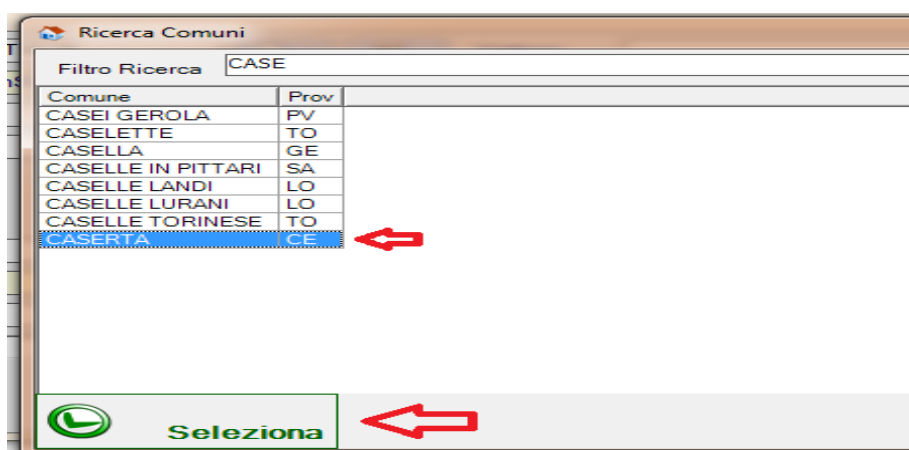 Ricerca Comuni
Filtro Ricerca CASE
Comune Prov
CASEI GEROLA PV
CASELETTE TO
CASELLA GE
CASELLE IN PITTARI SA
CASELLE LANDI LO
CASELLE LURANI LO
CASELLE TORINESE TO
CASERTA CE
Seleziona